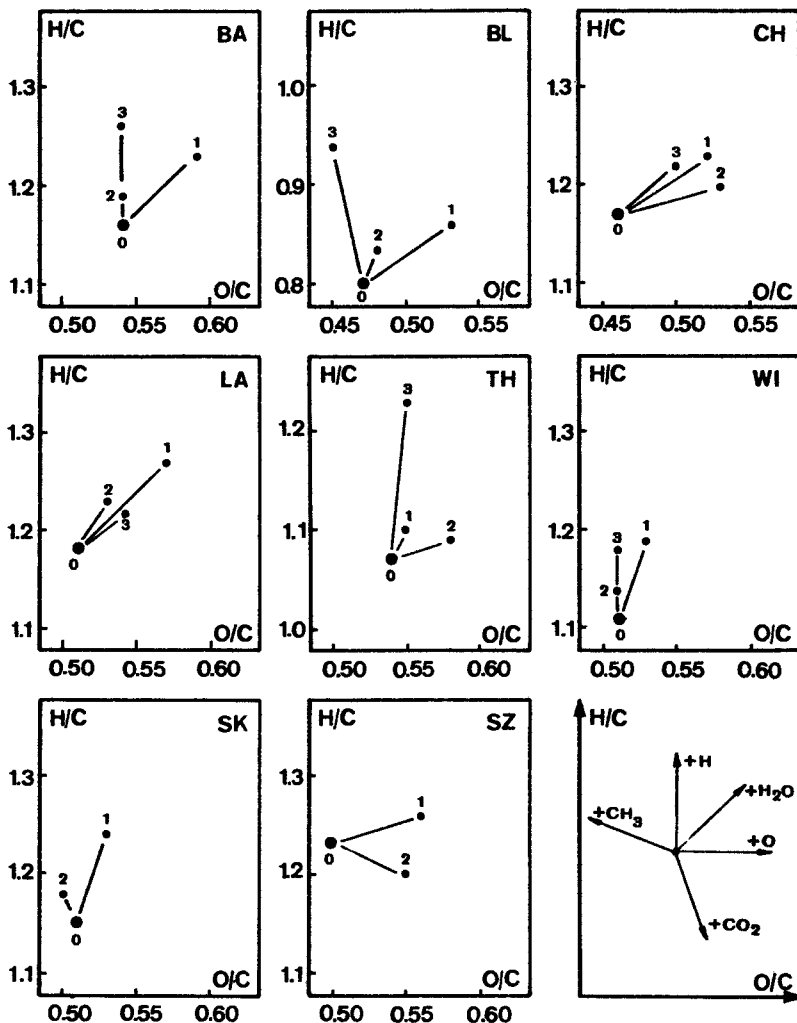 H/C BA
1.3
1.2
1.1
3
1
2
0
O/C
0.50 0.55 0.60
H/C BL
1.0
0.9
0.8
3
1
2
0
O/C
0.45 0.50 0.55
H/C CH
1.3
1.2
1.1
3
1
2
0
O/C
0.45 0.50 0.55
H/C LA
1.3
1.2
1.1
1
2
3
0
O/C
0.50 0.55 0.60
H/C TH
1.2
1.1
1.0
3
1
2
0
O/C
0.50 0.55 0.60
H/C WI
1.3
1.2
1.1
3
1
2
0
O/C
0.50 0.55 0.60
H/C SK
1.3
1.2
1.1
1
2
0
O/C
0.50 0.55 0.60
H/C SZ
1.3
1.2
1.1
1
0
2
O/C
0.50 0.55 0.60
H/C
+H
+H₂O
+CH₃
+O
+CO₂
O/C